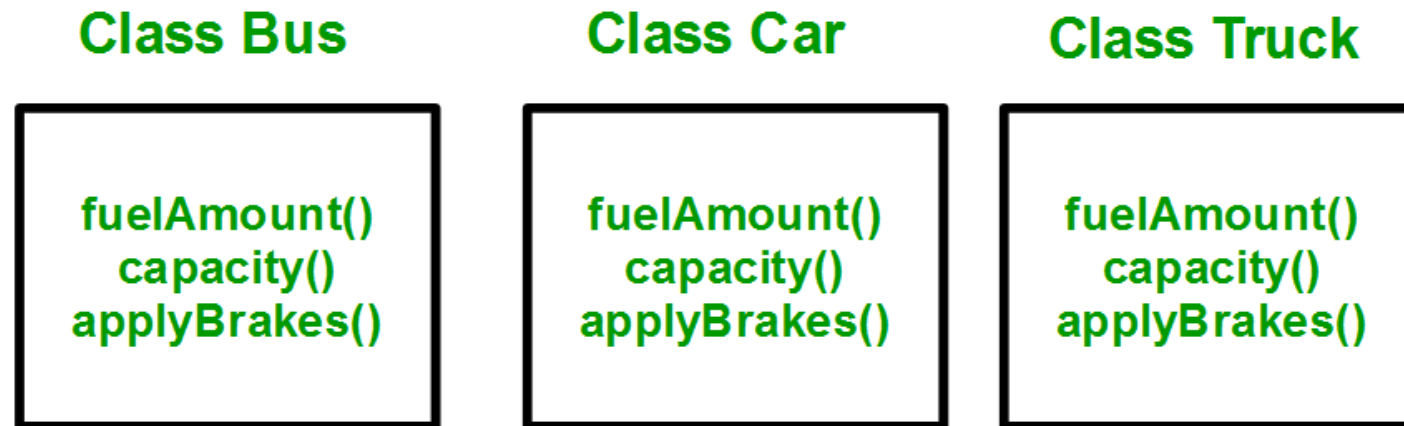 Class Bus
Class Car
Class Truck
fuelAmount()
capacity()
applyBrakes()
fuelAmount()
capacity()
applyBrakes()
fuelAmount()
capacity()
applyBrakes()